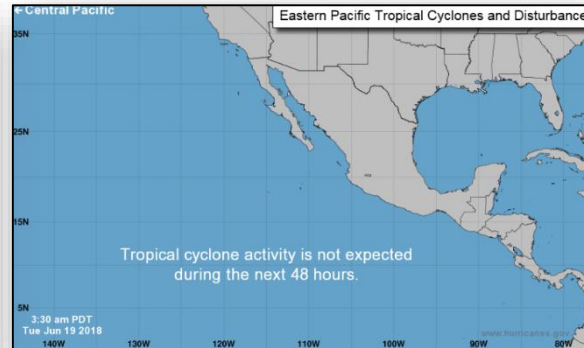 ← Central Pacific
Eastern Pacific Tropical Cyclones and Disturbance
35N
25N
15N
Tropical cyclone activity is not expected
during the next 48 hours.
5N
3:30 am PDT
Tue Jun 19 2018
www.hurricanes.gov
140W 130W 120W 110W 100W 90W 80W